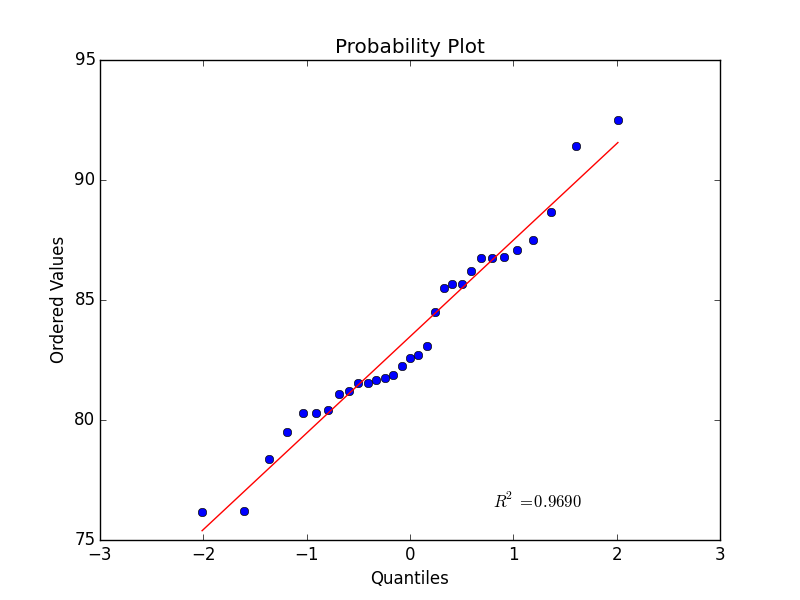 Probability Plot
95
90
85
80
75
Ordered Values
R² =0.9690
−3 −2 −1 0 1 2 3
Quantiles